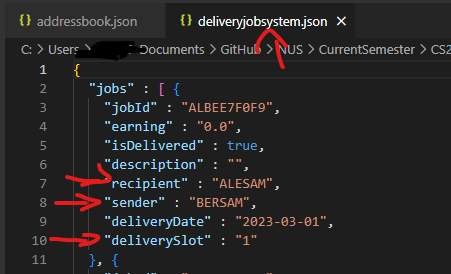 addressbook.json deliveryjobsystem.json ×
C: > Users > Documents > GitHub > NUS > CurrentSemester > CS2
1 {
2 "jobs" : [ {
3 "jobId" : "ALBEE7F0F9",
4 "earning" : "0.0",
5 "isDelivered" : true,
6 "description" : "",
7 "recipient" : "ALESAM",
8 "sender" : "BERSAM",
9 "deliveryDate" : "2023-03-01",
10 "deliverySlot" : "1"
11 }, {